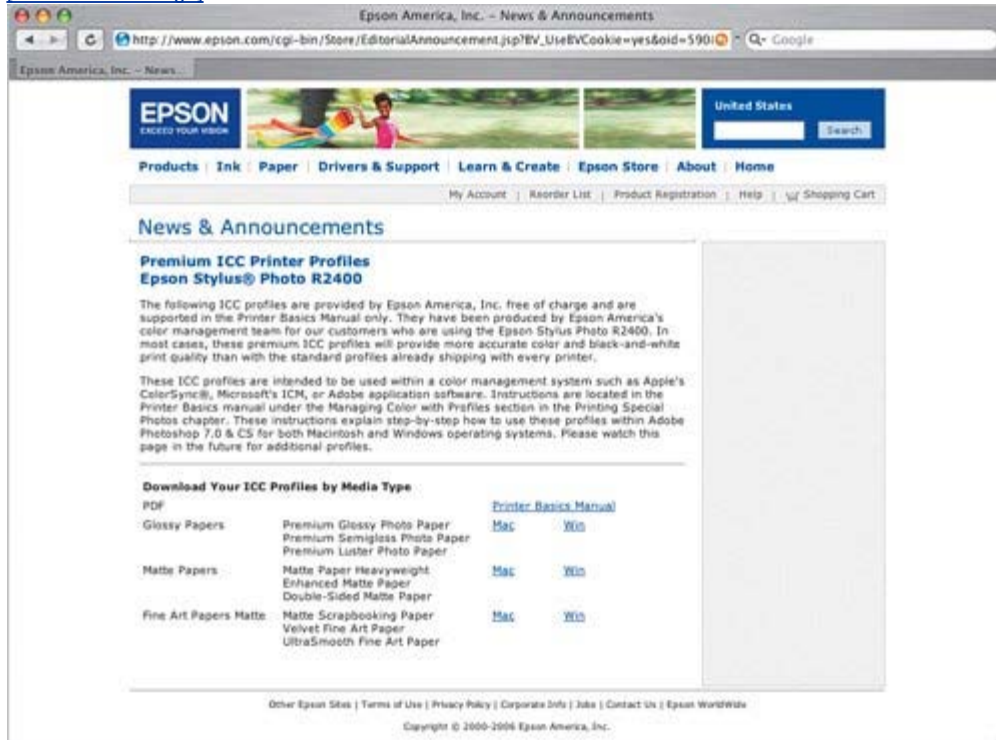 Epson America, Inc. – News & Announcements
http://www.epson.com/cgi-bin/Store/EditorialAnnouncement.jsp?BV_UseBVCookie=yes&oid=590 Google
Epson America, Inc. – News...
EPSON
EXCEED YOUR VISION
United States
Search
Products | Ink | Paper | Drivers & Support | Learn & Create | Epson Store | About | Home
My Account | Reorder List | Product Registration | Help | Shopping Cart
News & Announcements
Premium ICC Printer Profiles
Epson Stylus® Photo R2400
The following ICC profiles are provided by Epson America, Inc. free of charge and are
supported in the Printer Basics Manual only. They have been produced by Epson America's
color management team for our customers who are using the Epson Stylus Photo R2400. In
most cases, these premium ICC profiles will provide more accurate color and black-and-white
print quality than with the standard profiles already shipping with every printer.
These ICC profiles are intended to be used within a color management system such as Apple's
ColorSync®, Microsoft's ICM, or Adobe application software. Instructions are located in the
Printer Basics manual under the Managing Color with Profiles section in the Printing Special
Photos chapter. These instructions explain step-by-step how to use these profiles within Adobe
Photoshop 7.0 & CS for both Macintosh and Windows operating systems. Please watch this
page in the future for additional profiles.
Download Your ICC Profiles by Media Type
PDF Printer Basics Manual
Glossy Papers Premium Glossy Photo Paper Mac Win
Premium Semigloss Photo Paper
Premium Luster Photo Paper
Matte Papers Matte Paper Heavyweight Mac Win
Enhanced Matte Paper
Double-Sided Matte Paper
Fine Art Papers Matte Matte Scrapbooking Paper Mac Win
Velvet Fine Art Paper
UltraSmooth Fine Art Paper
Other Epson Sites | Terms of Use | Privacy Policy | Corporate Info | Jobs | Contact Us | Epson WorldWide
Copyright © 2000-2006 Epson America, Inc.